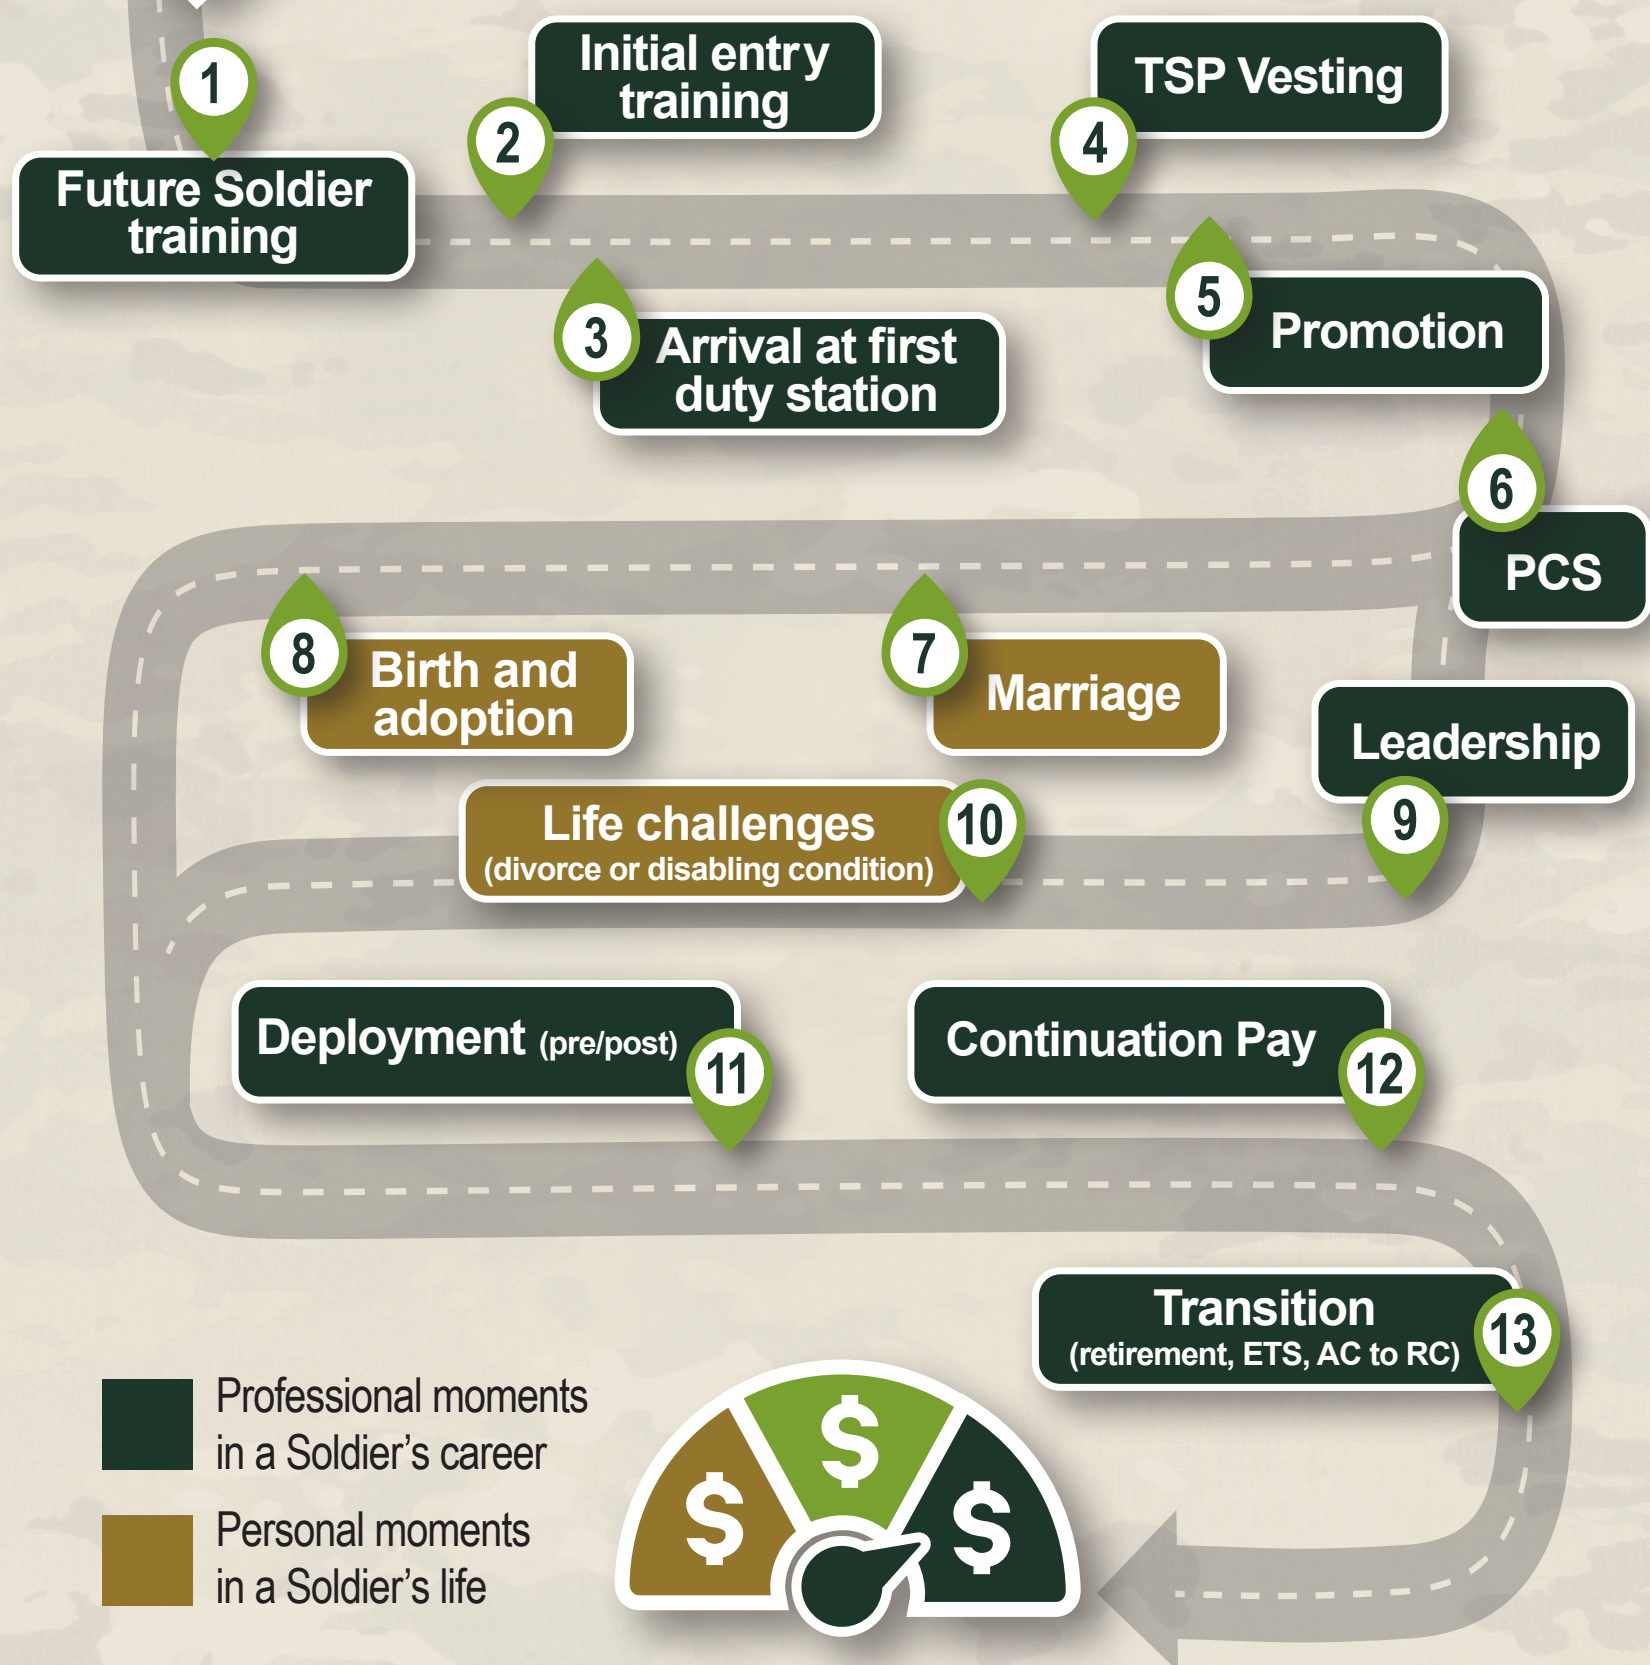 1
Future Soldier
training
2
Initial entry
training
3
Arrival at first
duty station
4
TSP Vesting
5
Promotion
6
PCS
7
Marriage
8
Birth and
adoption
9
Leadership
10
Life challenges
(divorce or disabling condition)
11
Deployment (pre/post)
12
Continuation Pay
13
Transition
(retirement, ETS, AC to RC)
Professional moments
in a Soldier’s career
Personal moments
in a Soldier’s life
$
$
$